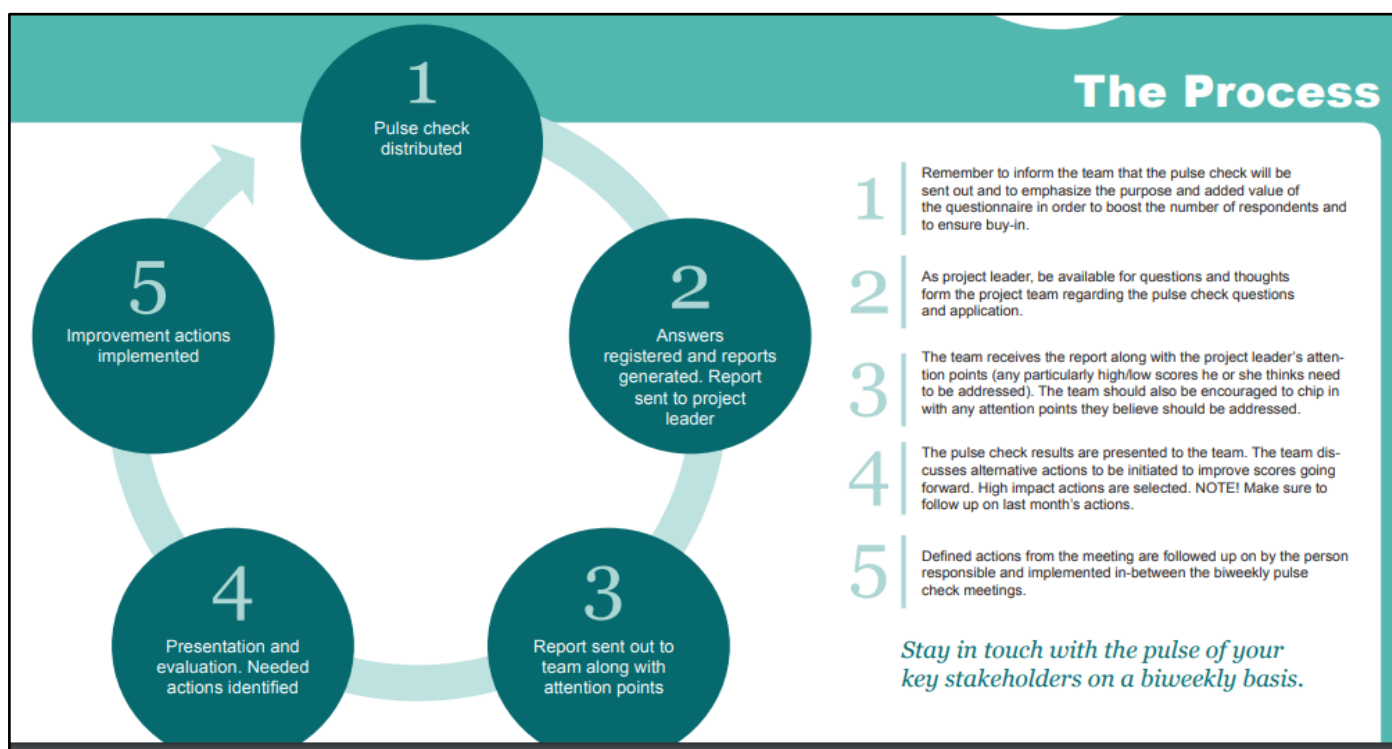 The Process
1
Pulse check
distributed
2
Answers
registered and reports
generated. Report
sent to project
leader
3
Report sent out to
team along with
attention points
4
Presentation and
evaluation. Needed
actions identified
5
Improvement actions
implemented
1
Remember to inform the team that the pulse check will be
sent out and to emphasize the purpose and added value of
the questionnaire in order to boost the number of respondents and
to ensure buy-in.
2
As project leader, be available for questions and thoughts
form the project team regarding the pulse check questions
and application.
3
The team receives the report along with the project leader's atten-
tion points (any particularly high/low scores he or she thinks need
to be addressed). The team should also be encouraged to chip in
with any attention points they believe should be addressed.
4
The pulse check results are presented to the team. The team dis-
cusses alternative actions to be initiated to improve scores going
forward. High impact actions are selected. NOTE! Make sure to
follow up on last month's actions.
5
Defined actions from the meeting are followed up on by the person
responsible and implemented in-between the biweekly pulse
check meetings.
Stay in touch with the pulse of your
key stakeholders on a biweekly basis.